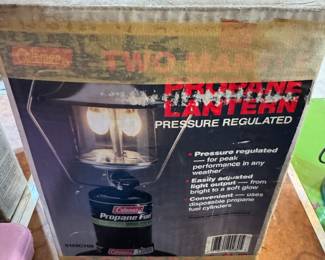 Coleman
TWO MANTLE
PROPANE
LANTERN
PRESSURE REGULATED
• Pressure regulated
— for peak
performance in any
weather
• Easily adjusted
light output — from
bright to a soft glow
• Convenient — uses
disposable propane
fuel cylinders
Coleman
Propane Fuel
Coleman